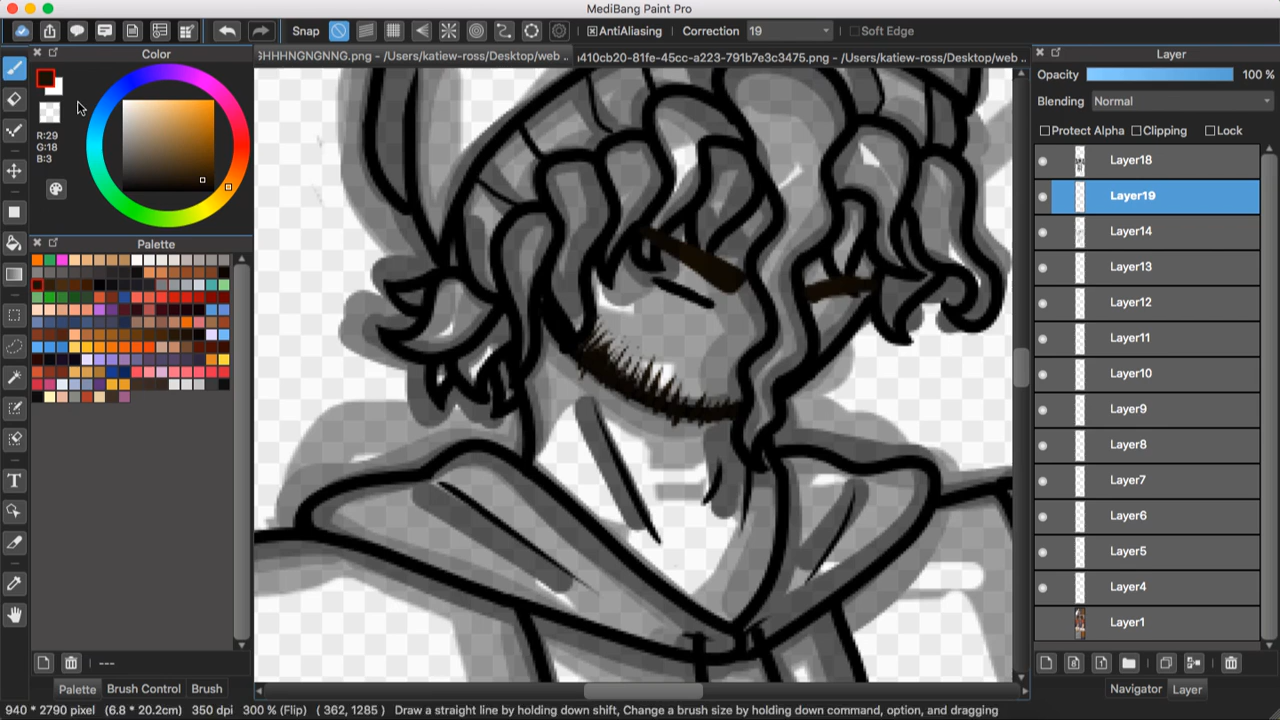 MediBang Paint Pro
Snap
AntiAliasing
Correction
19
Soft Edge
Color
GHHHNGNGNNG.png - /Users/katiew-ross/Desktop/web ..
410cb20-81fe-45cc-a223-791b7e3c3475.png - /Users/katiew-ross/Desktop/web ..
Layer
Opacity
100 %
Blending
Normal
Protect Alpha
Clipping
Lock
R:29
G:18
B:3
Palette
Layer18
Layer19
Layer14
Layer13
Layer12
Layer11
Layer10
Layer9
Layer8
Layer7
Layer6
Layer5
Layer4
Layer1
T
---
Palette
Brush Control
Brush
Navigator
Layer
940 * 2790 pixel
(6.8 * 20.2cm)
350 dpi
300 % (Flip)
( 362, 1285 )
Draw a straight line by holding down shift, Change a brush size by holding down command, option, and dragging